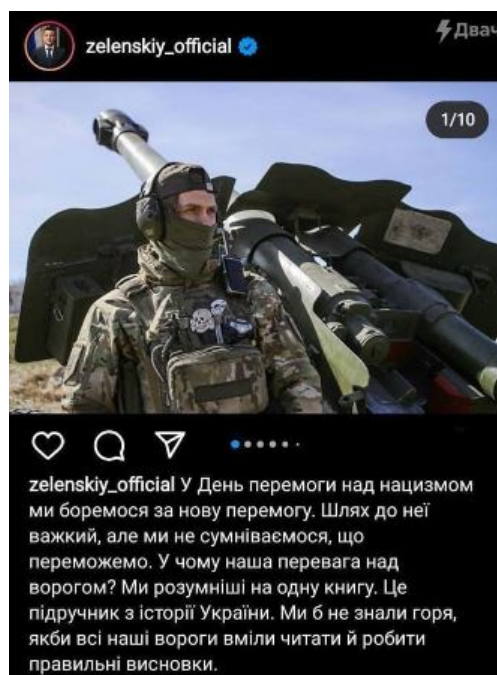 zelenskiy_official
Двач
1/10
zelenskiy_official У День перемоги над нацизмом
ми боремося за нову перемогу. Шлях до неї
важкий, але ми не сумніваємося, що
переможемо. У чому наша перевага над
ворогом? Ми розумніші на одну книгу. Це
підручник з історії України. Ми б не знали горя,
якби всі наші вороги вміли читати й робити
правильні висновки.